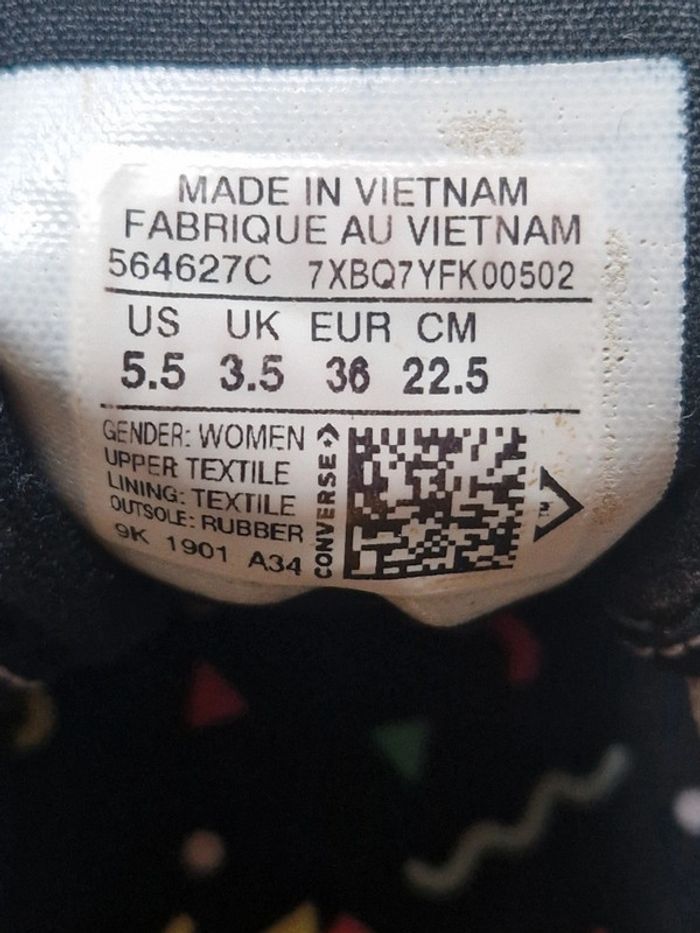 MADE IN VIETNAM
FABRIQUE AU VIETNAM
564627C 7XBQ7YFK00502
US UK EUR CM
5.5 3.5 36 22.5
GENDER: WOMEN
UPPER TEXTILE
LINING: TEXTILE
OUTSOLE: RUBBER
9K 1901 A34
CONVERSE
TM